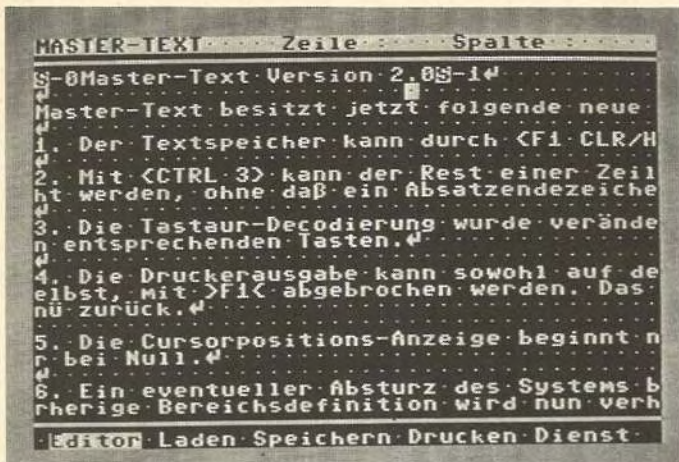 MASTER-TEXT·····Zeile·:·····Spalte·:····
S-0Master-Text·Version·2.0S-i↵
↵
Master-Text·besitzt·jetzt·folgende·neue·
↵
1.·Der·Textspeicher·kann·durch·<F1·CLR/H
↵
2.·Mit·<CTRL·3>·kann·der·Rest·einer·Zeil
ht·werden,·ohne·daß·ein·Absatzendezeiche
↵
3.·Die·Tastaur-Decodierung·wurde·verände
n·entsprechenden·Tasten.↵
↵
4.·Die·Druckerausgabe·kann·sowohl·auf·de
elbst,·mit·>F1<·abgebrochen·werden.·Das·
nü·zurück.↵
↵
5.·Die·Cursorpositions-Anzeige·beginnt·n
r·bei·Null.↵
↵
6.·Ein·eventueller·Absturz·des·Systems·b
rherige·Bereichsdefinition·wird·nun·verh
·Editor·Laden·Speichern·Drucken·Dienst·